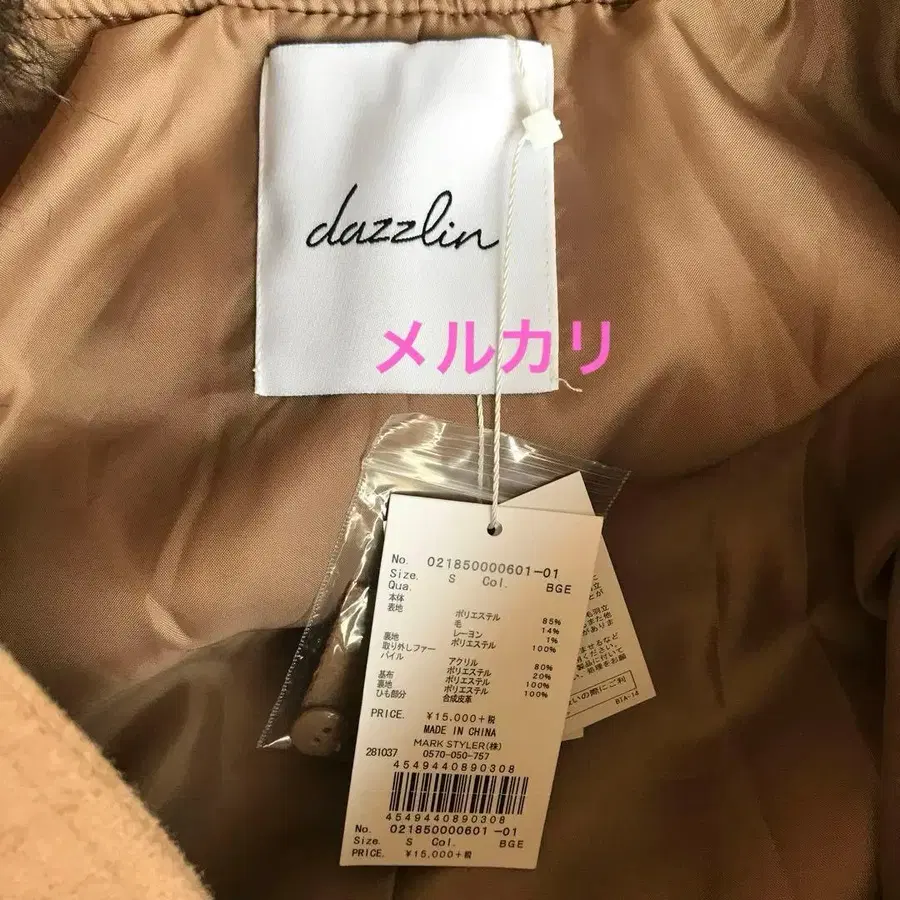 dazzlin
メルカリ
No. 021850000601-01
Size. S Col. BGE
Qua.
本体
表地 ポリエステル 85%
毛 14%
レーヨン 1%
裏地 ポリエステル 100%
取り外しファー
パイル アクリル 80%
ポリエステル 20%
基布 ポリエステル 100%
裏地 ポリエステル 100%
ひも部分 合成皮革
PRICE. ¥15,000+税
MADE IN CHINA
MARK STYLER(株)
281037 0570-050-757
4549440890308
4549440890308
No. 021850000601-01
Size. S Col. BGE
PRICE. ¥15,000+税
BIA-14